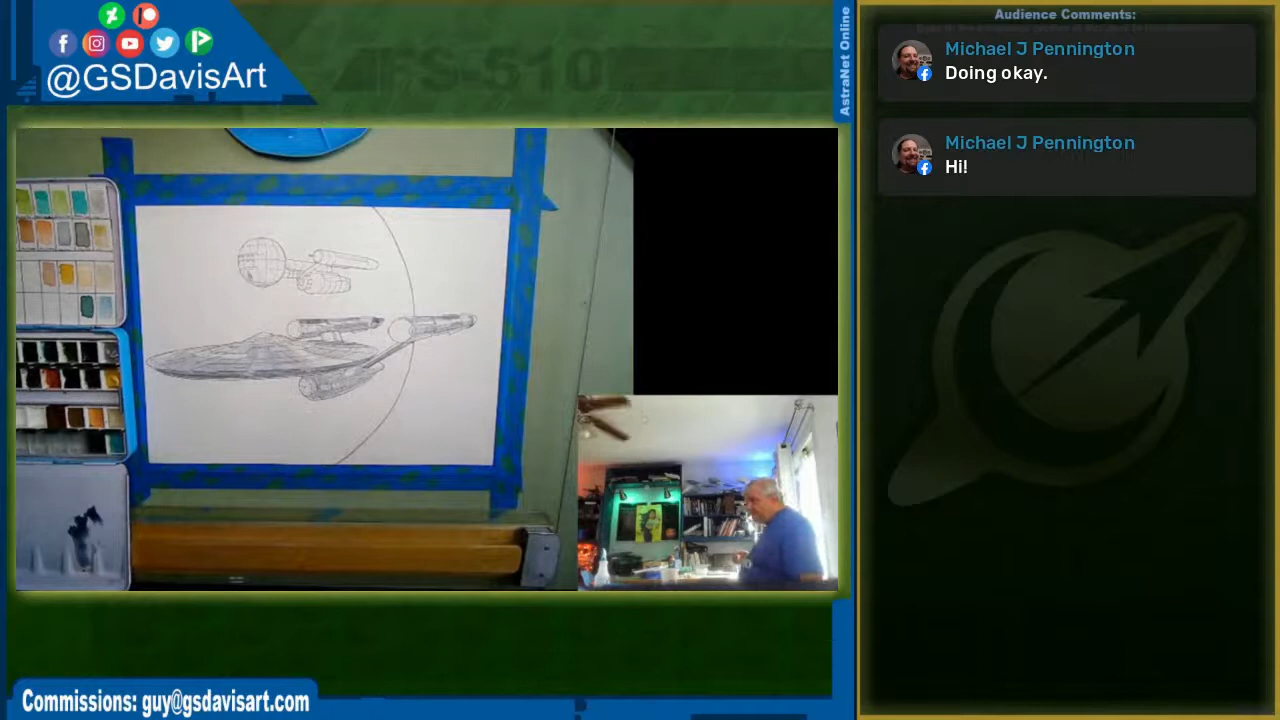 @GSDavisArt
AstraNet Online
Audience Comments:
Michael J Pennington
Doing okay.
Michael J Pennington
Hi!
Commissions: guy@gsdavisart.com